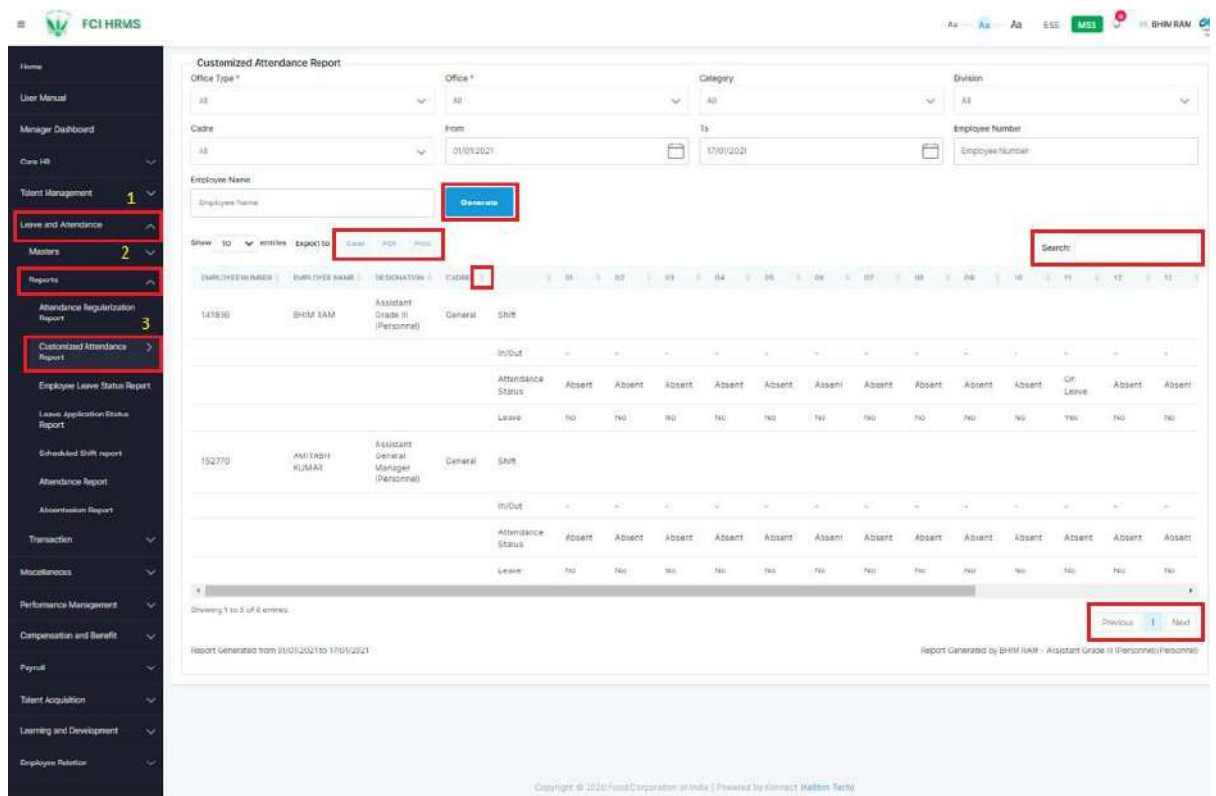 FCI HRMS
Aa Aa Aa ESS MSS Hi BHIM RAM
Home
User Manual
Manager Dashboard
Core HR
Talent Management 1
Leave and Attendance
Masters 2
Reports
Attendance Regularization
Report
3
Customized Attendance
Report
Employee Leave Status Report
Leave Application Status
Report
Scheduled Shift report
Attendance Report
Absenteeism Report
Transaction
Miscellaneous
Performance Management
Compensation and Benefit
Payroll
Talent Acquisition
Learning and Development
Employee Relation
Customized Attendance Report
Office Type * Office * Category Division
All All All All
Cadre From To Employee Number
All 01/01/2021 17/01/2021 Employee Number
Employee Name
Employee Name Generate
Show 10 entries Export to Excel PDF Print Search:
EMPLOYEE NUMBER EMPLOYEE NAME DESIGNATION CADRE 01 02 03 04 05 06 07 08 09 10 11 12 13
141836 BHIM RAM Assistant Grade III (Personnel) General Shift
In/Out - - - - - - - - - - - - -
Attendance Status Absent Absent Absent Absent Absent Absent Absent Absent Absent Absent On Leave Absent Absent
Leave No No No No No No No No No No Yes No No
152770 AMITABH KUMAR Assistant General Manager (Personnel) General Shift
In/Out - - - - - - - - - - - - -
Attendance Status Absent Absent Absent Absent Absent Absent Absent Absent Absent Absent Absent Absent Absent
Leave No No No No No No No No No No No No No
Showing 1 to 8 of 8 entries
Previous 1 Next
Report Generated from 01/01/2021 to 17/01/2021 Report Generated by BHIM RAM - Assistant Grade III (Personnel)(Personnel)
Copyright © 2020 Food Corporation of India | Powered by Konnect (Kellton Tech)